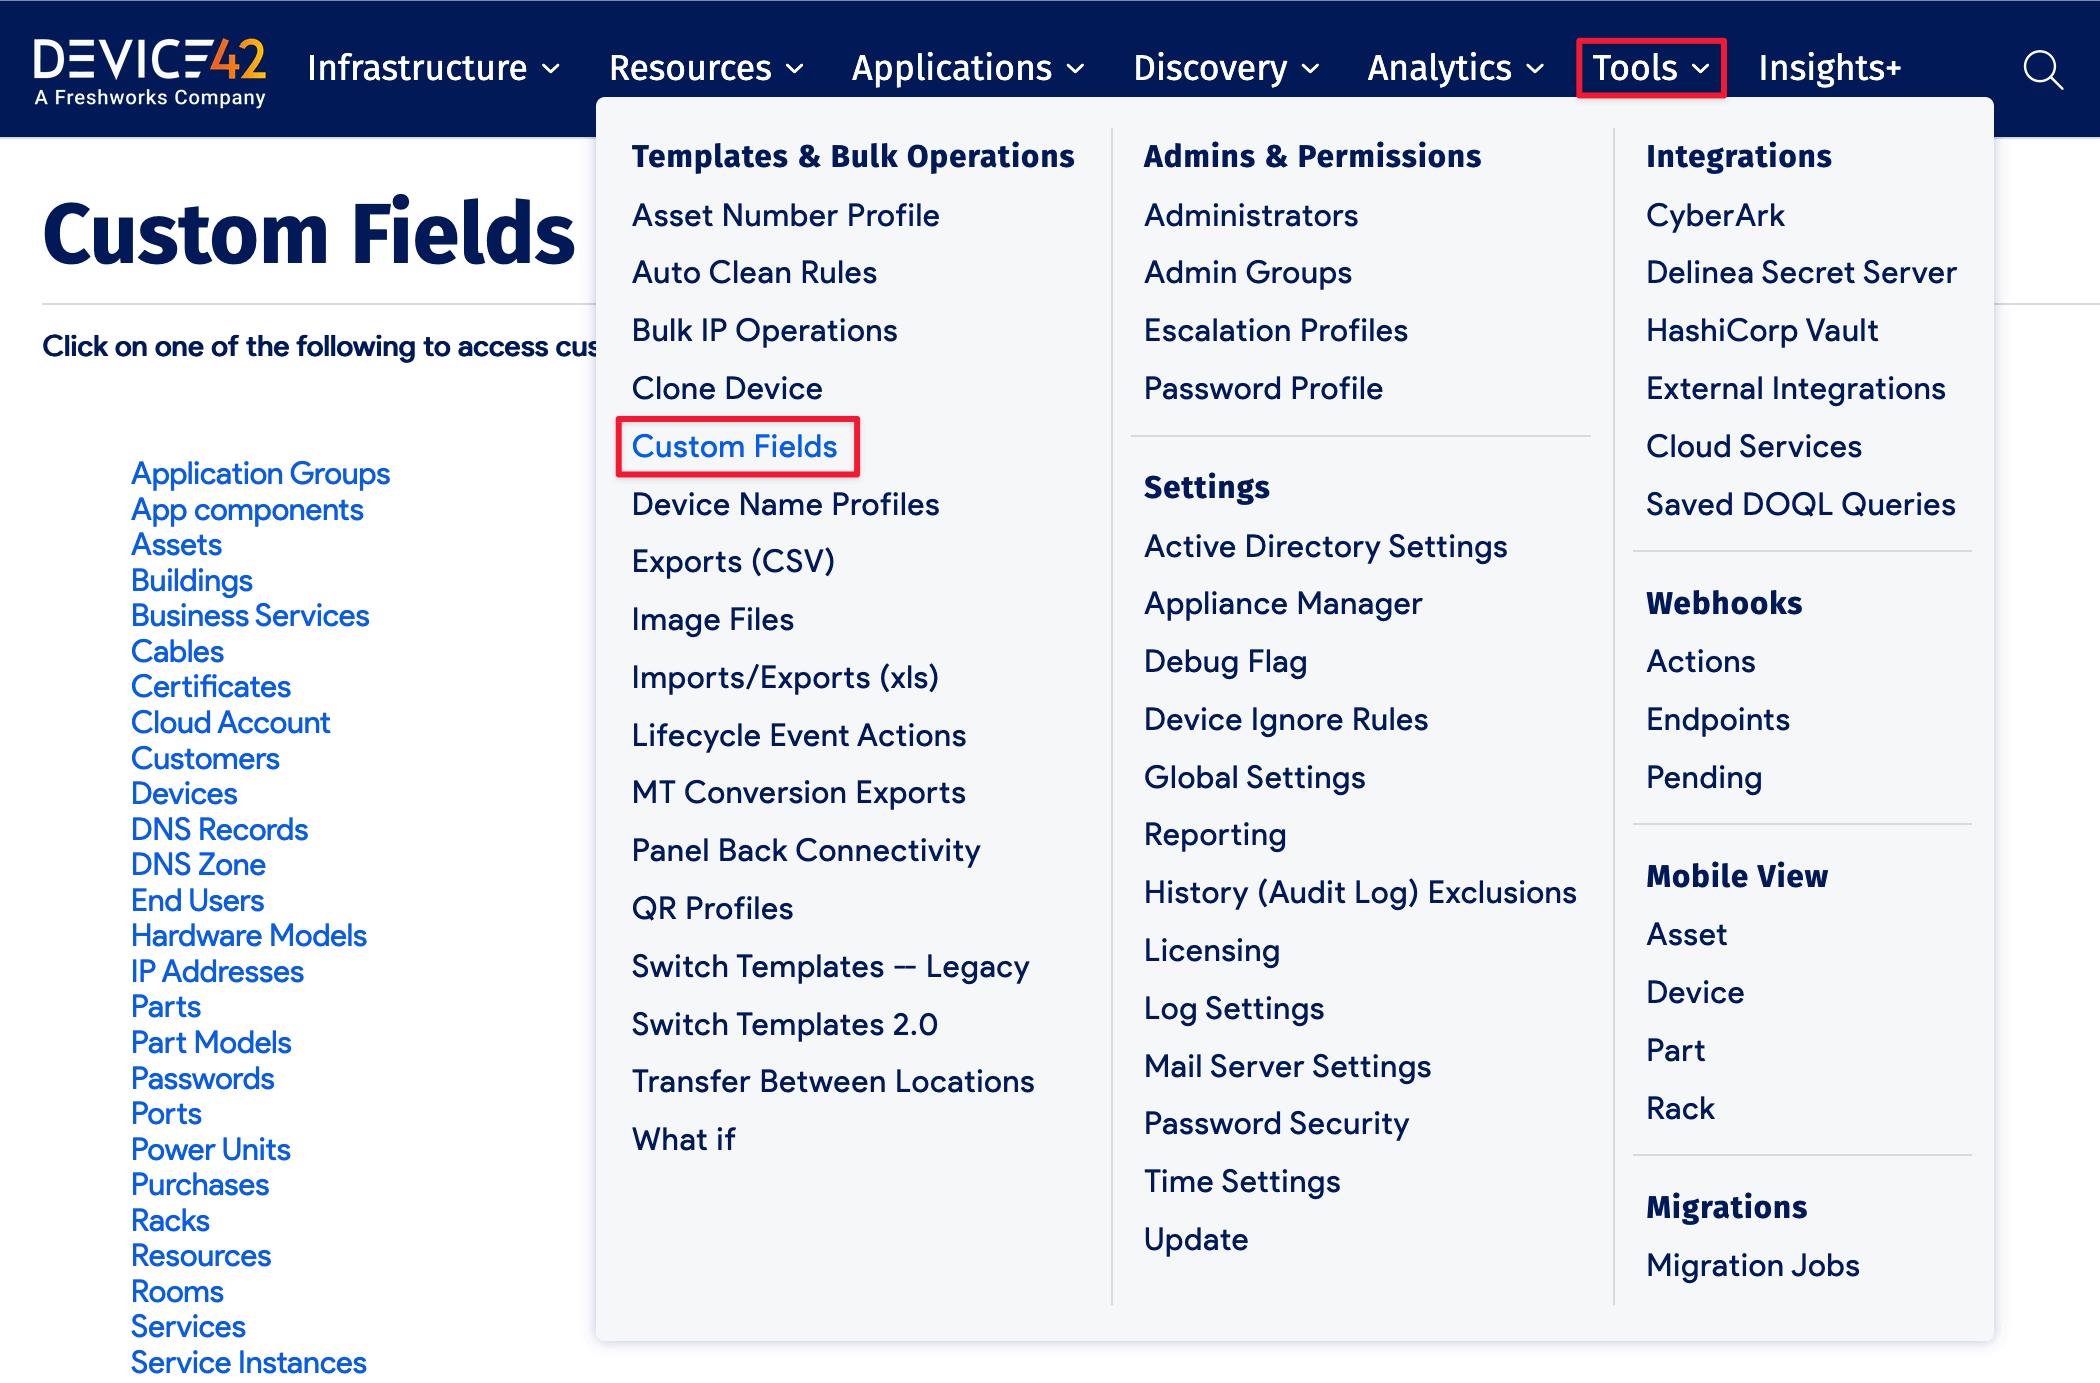 DEVICE42
A Freshworks Company
Infrastructure
Resources
Applications
Discovery
Analytics
Tools
Insights+
Custom Fields
Click on one of the following to access cus
Application Groups
App components
Assets
Buildings
Business Services
Cables
Certificates
Cloud Account
Customers
Devices
DNS Records
DNS Zone
End Users
Hardware Models
IP Addresses
Parts
Part Models
Passwords
Ports
Power Units
Purchases
Racks
Resources
Rooms
Services
Service Instances
Templates & Bulk Operations
Asset Number Profile
Auto Clean Rules
Bulk IP Operations
Clone Device
Custom Fields
Device Name Profiles
Exports (CSV)
Image Files
Imports/Exports (xls)
Lifecycle Event Actions
MT Conversion Exports
Panel Back Connectivity
QR Profiles
Switch Templates -- Legacy
Switch Templates 2.0
Transfer Between Locations
What if
Admins & Permissions
Administrators
Admin Groups
Escalation Profiles
Password Profile
Settings
Active Directory Settings
Appliance Manager
Debug Flag
Device Ignore Rules
Global Settings
Reporting
History (Audit Log) Exclusions
Licensing
Log Settings
Mail Server Settings
Password Security
Time Settings
Update
Integrations
CyberArk
Delinea Secret Server
HashiCorp Vault
External Integrations
Cloud Services
Saved DOQL Queries
Webhooks
Actions
Endpoints
Pending
Mobile View
Asset
Device
Part
Rack
Migrations
Migration Jobs